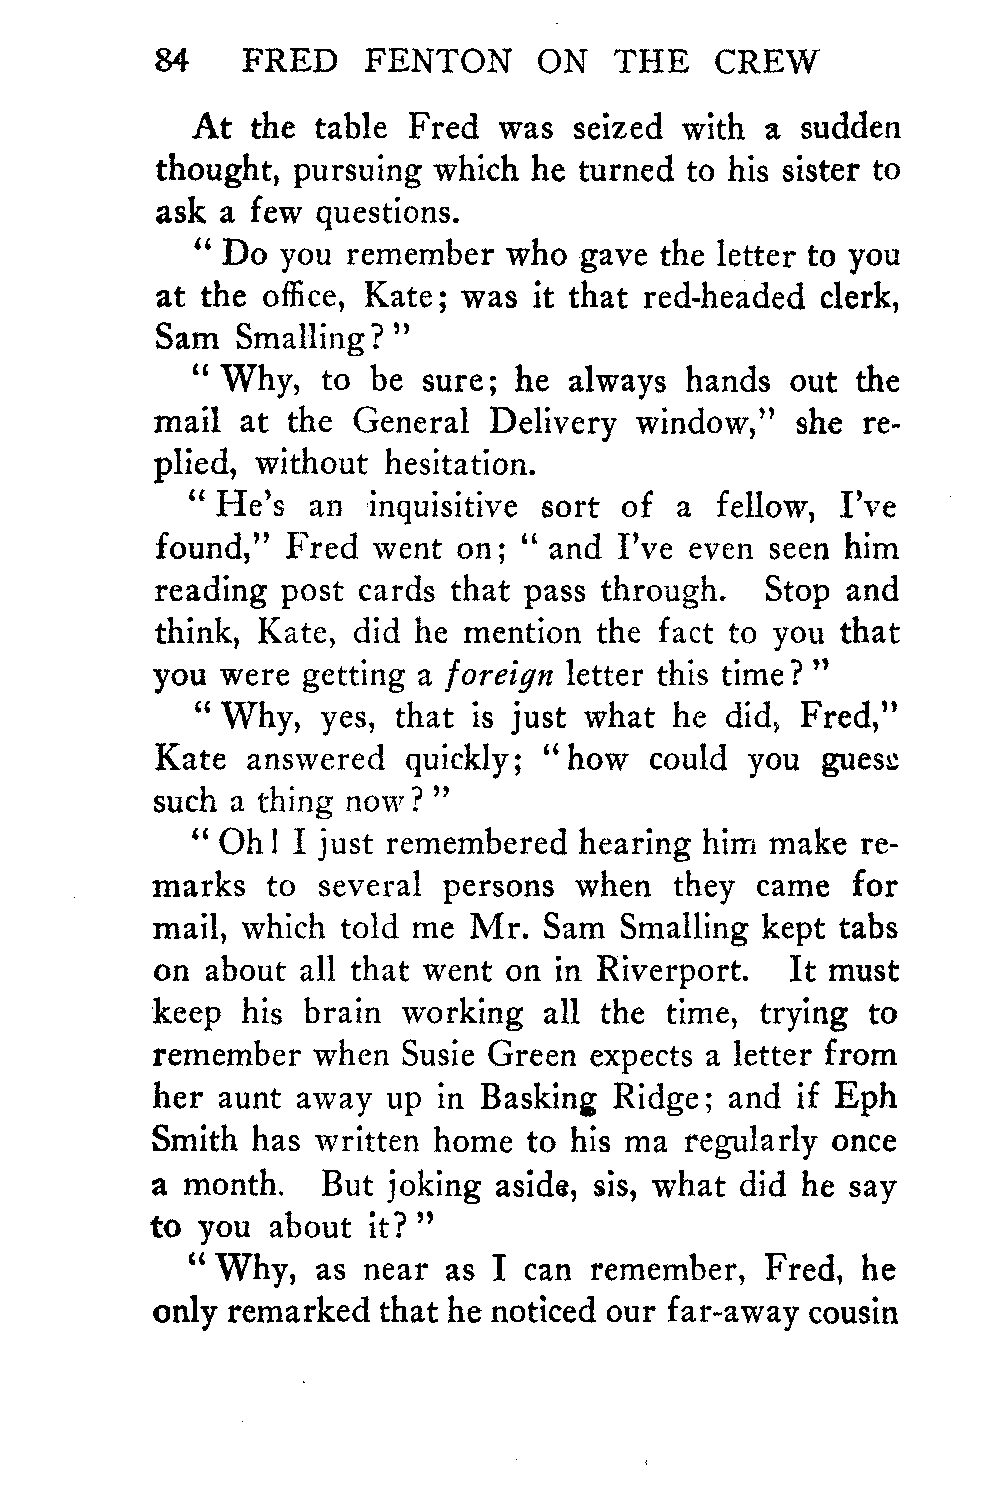 84 FRED FENTON ON THE CREW
At the table Fred was seized with a sudden
thought, pursuing which he turned to his sister to
ask a few questions.
“ Do you remember who gave the letter to you
at the office, Kate; was it that red-headed clerk,
Sam Smalling? ”
“ Why, to be sure; he always hands out the
mail at the General Delivery window,” she re-
plied, without hesitation.
“ He’s an inquisitive sort of a fellow, I’ve
found,” Fred went on; “ and I’ve even seen him
reading post cards that pass through. Stop and
think, Kate, did he mention the fact to you that
you were getting a foreign letter this time? ”
“ Why, yes, that is just what he did, Fred,”
Kate answered quickly; “ how could you guess
such a thing now? ”
“ Oh! I just remembered hearing him make re-
marks to several persons when they came for
mail, which told me Mr. Sam Smalling kept tabs
on about all that went on in Riverport. It must
keep his brain working all the time, trying to
remember when Susie Green expects a letter from
her aunt away up in Basking Ridge; and if Eph
Smith has written home to his ma regularly once
a month. But joking aside, sis, what did he say
to you about it? ”
“ Why, as near as I can remember, Fred, he
only remarked that he noticed our far-away cousin